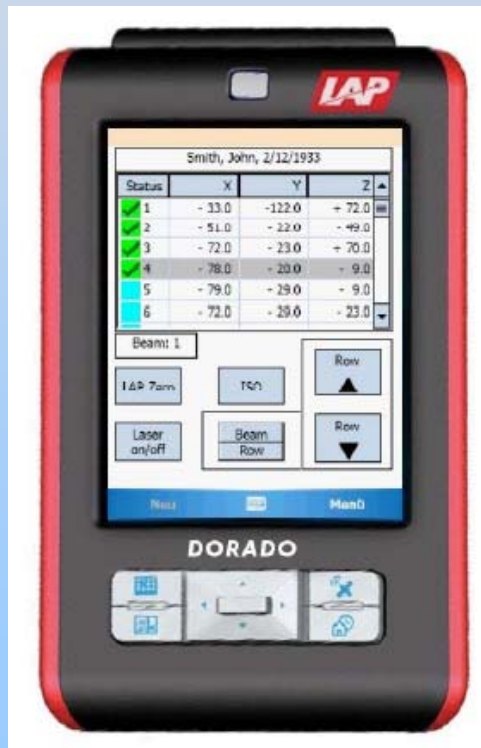 LAP
Smith, John, 2/12/1933
Status X Y Z
1 - 33.0 -122.0 + 72.0
2 - 51.0 - 22.0 - 49.0
3 - 72.0 - 23.0 + 70.0
4 - 78.0 - 20.0 - 9.0
5 - 79.0 - 29.0 - 9.0
6 - 72.0 - 29.0 - 23.0
Beam: 1
LAP Zero
ISO
Row
Laser
on/off
Beam
Row
Row
Neu
Menü
DORADO